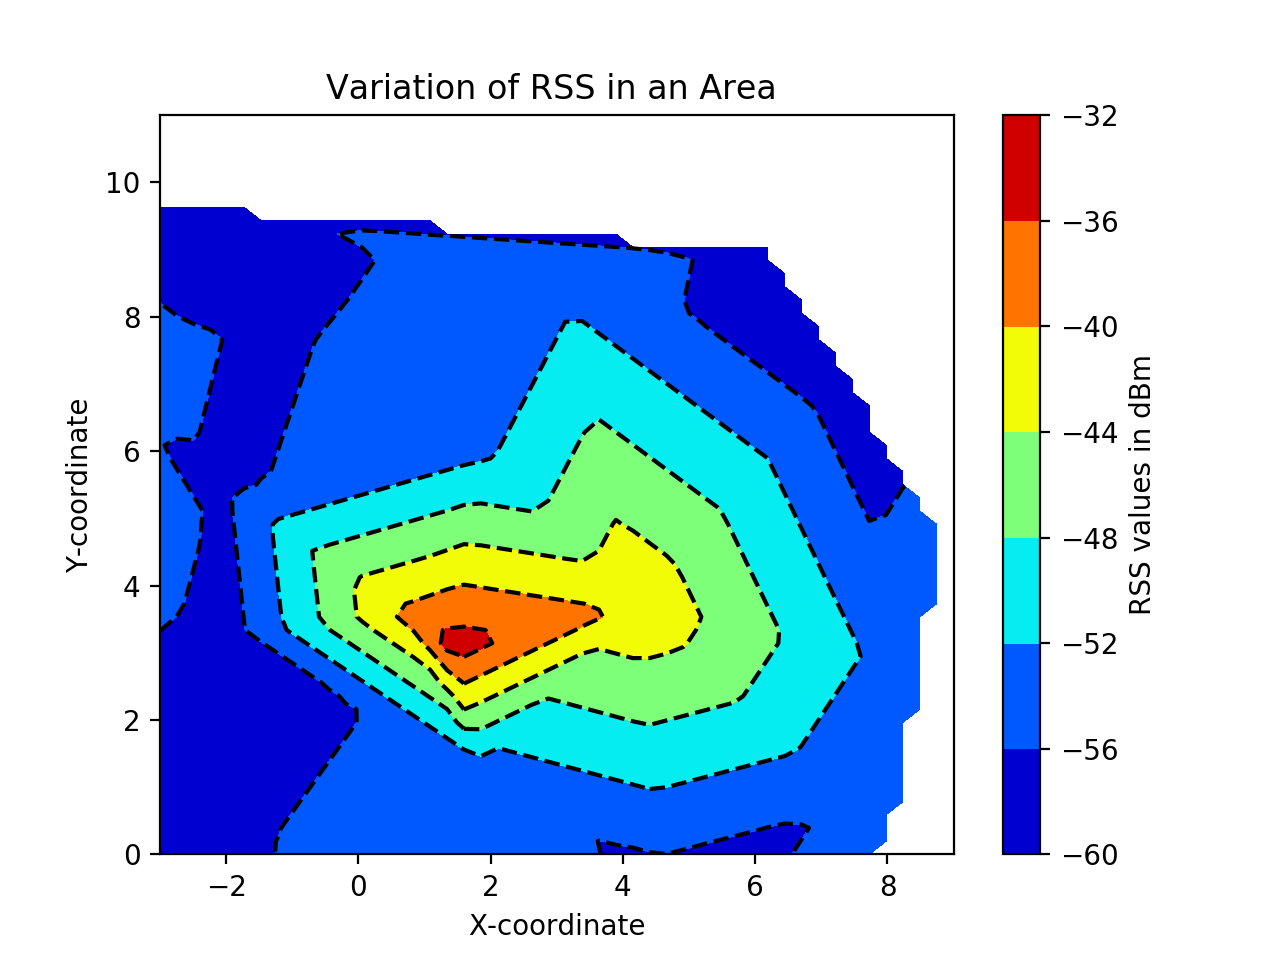 Variation of RSS in an Area
10
8
6
4
2
0
Y-coordinate
−2 0 2 4 6 8
X-coordinate
−32
−36
−40
−44
−48
−52
−56
−60
RSS values in dBm